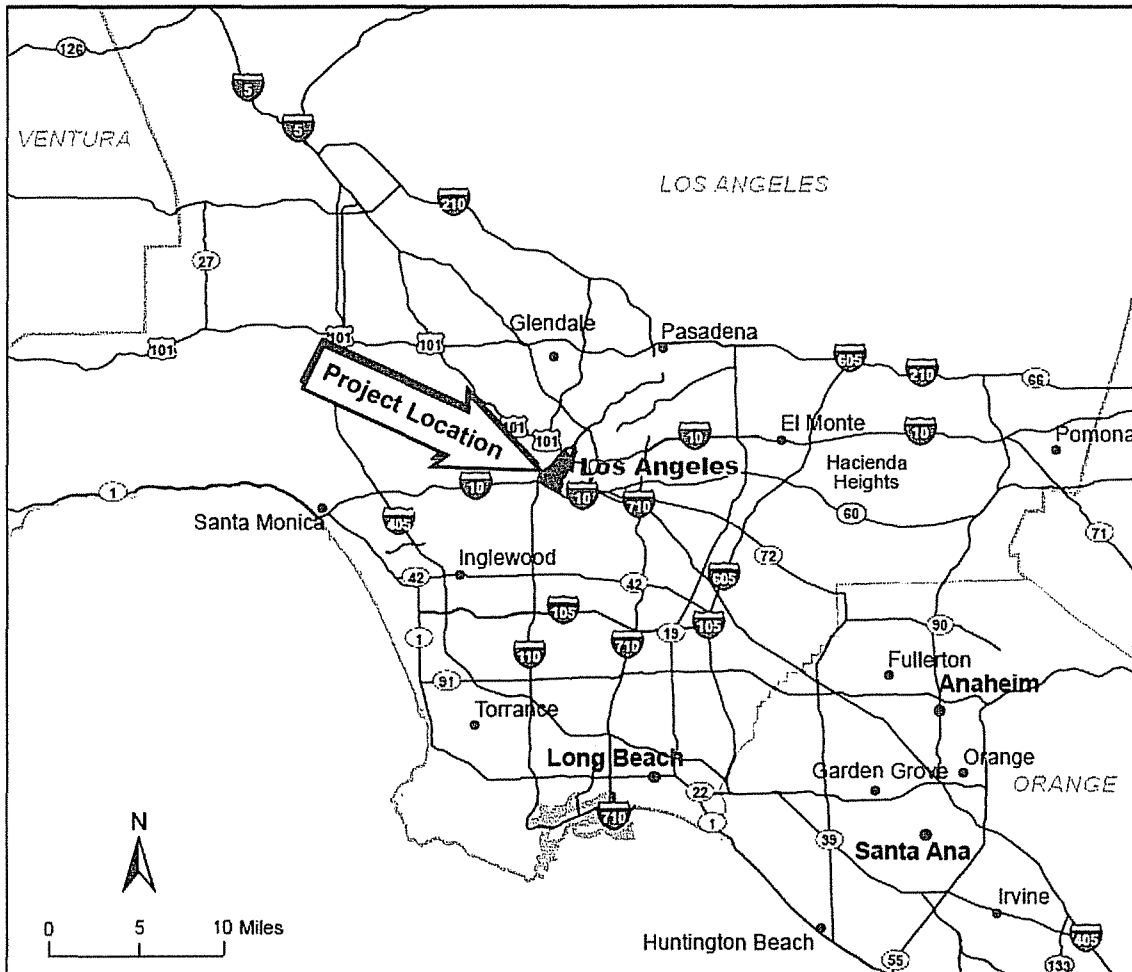 126
5
VENTURA
5
LOS ANGELES
210
27
Glendale
Pasadena
101
101
101
605
210
66
Project Location
101
101
10
El Monte
10
Pomona
Los Angeles
Hacienda
Heights
1
10
10
710
60
Santa Monica
405
72
71
Inglewood
42
42
605
105
1
19
105
90
110
710
Fullerton
91
Anaheim
Torrance
Long Beach
Garden Grove
Orange
ORANGE
22
710
1
N
39
Santa Ana
Irvine
0 5 10 Miles
Huntington Beach
405
55
133